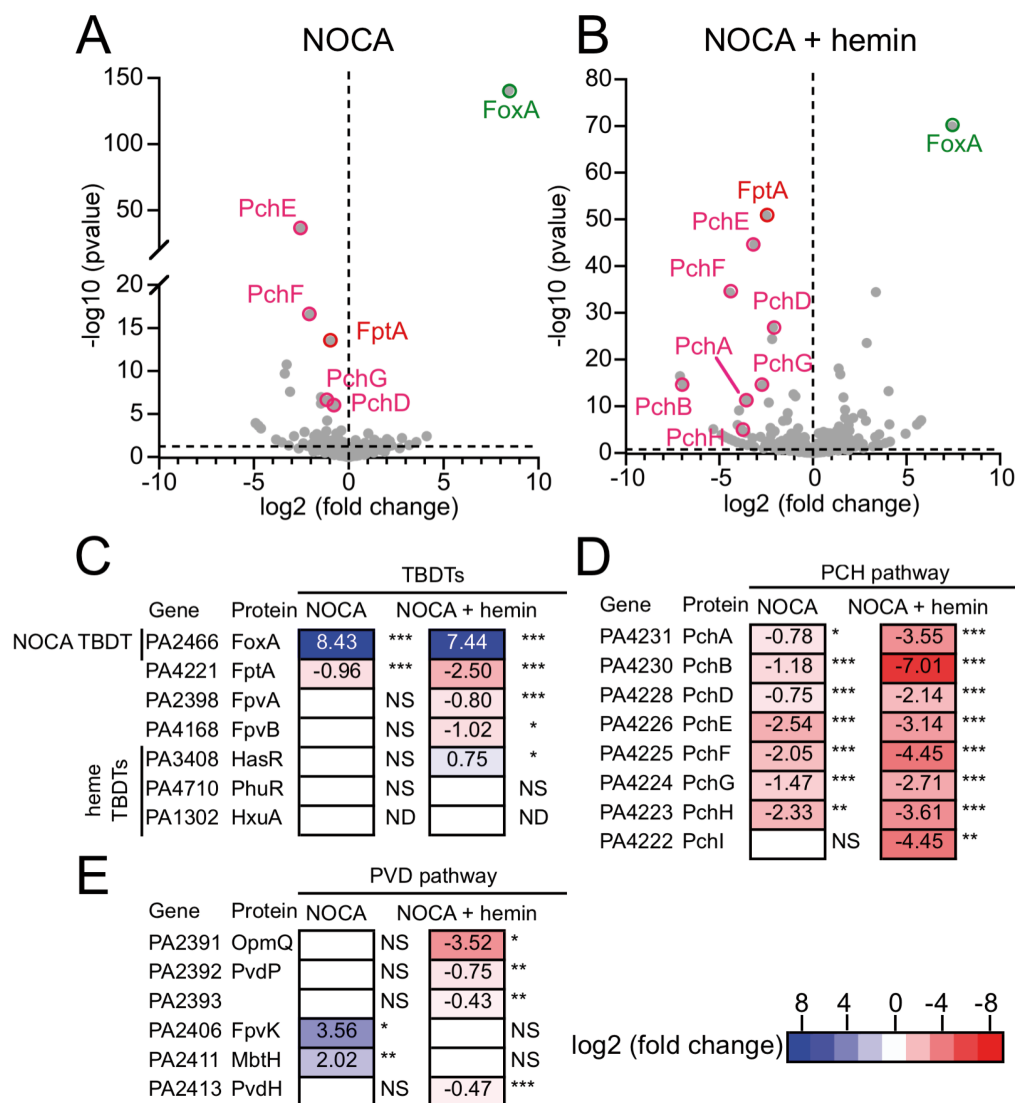 A
NOCA
-log10 (pvalue)
150
100
50
20
15
10
5
0
FoxA
PchE
PchF
FptA
PchG
PchD
-10 -5 0 5 10
log2 (fold change)
B
NOCA + hemin
-log10 (pvalue)
80
70
60
50
40
30
20
10
0
FoxA
FptA
PchE
PchF
PchD
PchA
PchG
PchB
PchH
-10 -5 0 5 10
log2 (fold change)
C
TBDTs
Gene Protein NOCA NOCA + hemin
NOCA TBDT PA2466 FoxA 8.43 *** 7.44 ***
PA4221 FptA -0.96 *** -2.50 ***
PA2398 FpvA NS -0.80 ***
PA4168 FpvB NS -1.02 *
heme TBDTs
PA3408 HasR NS 0.75 *
PA4710 PhuR NS NS
PA1302 HxuA ND ND
D
PCH pathway
Gene Protein NOCA NOCA + hemin
PA4231 PchA -0.78 * -3.55 ***
PA4230 PchB -1.18 *** -7.01 ***
PA4228 PchD -0.75 *** -2.14 ***
PA4226 PchE -2.54 *** -3.14 ***
PA4225 PchF -2.05 *** -4.45 ***
PA4224 PchG -1.47 *** -2.71 ***
PA4223 PchH -2.33 ** -3.61 ***
PA4222 PchI NS -4.45 **
E
PVD pathway
Gene Protein NOCA NOCA + hemin
PA2391 OpmQ NS -3.52 *
PA2392 PvdP NS -0.75 **
PA2393 NS -0.43 **
PA2406 FpvK 3.56 * NS
PA2411 MbtH 2.02 ** NS
PA2413 PvdH NS -0.47 ***
8 4 0 -4 -8
log2 (fold change)